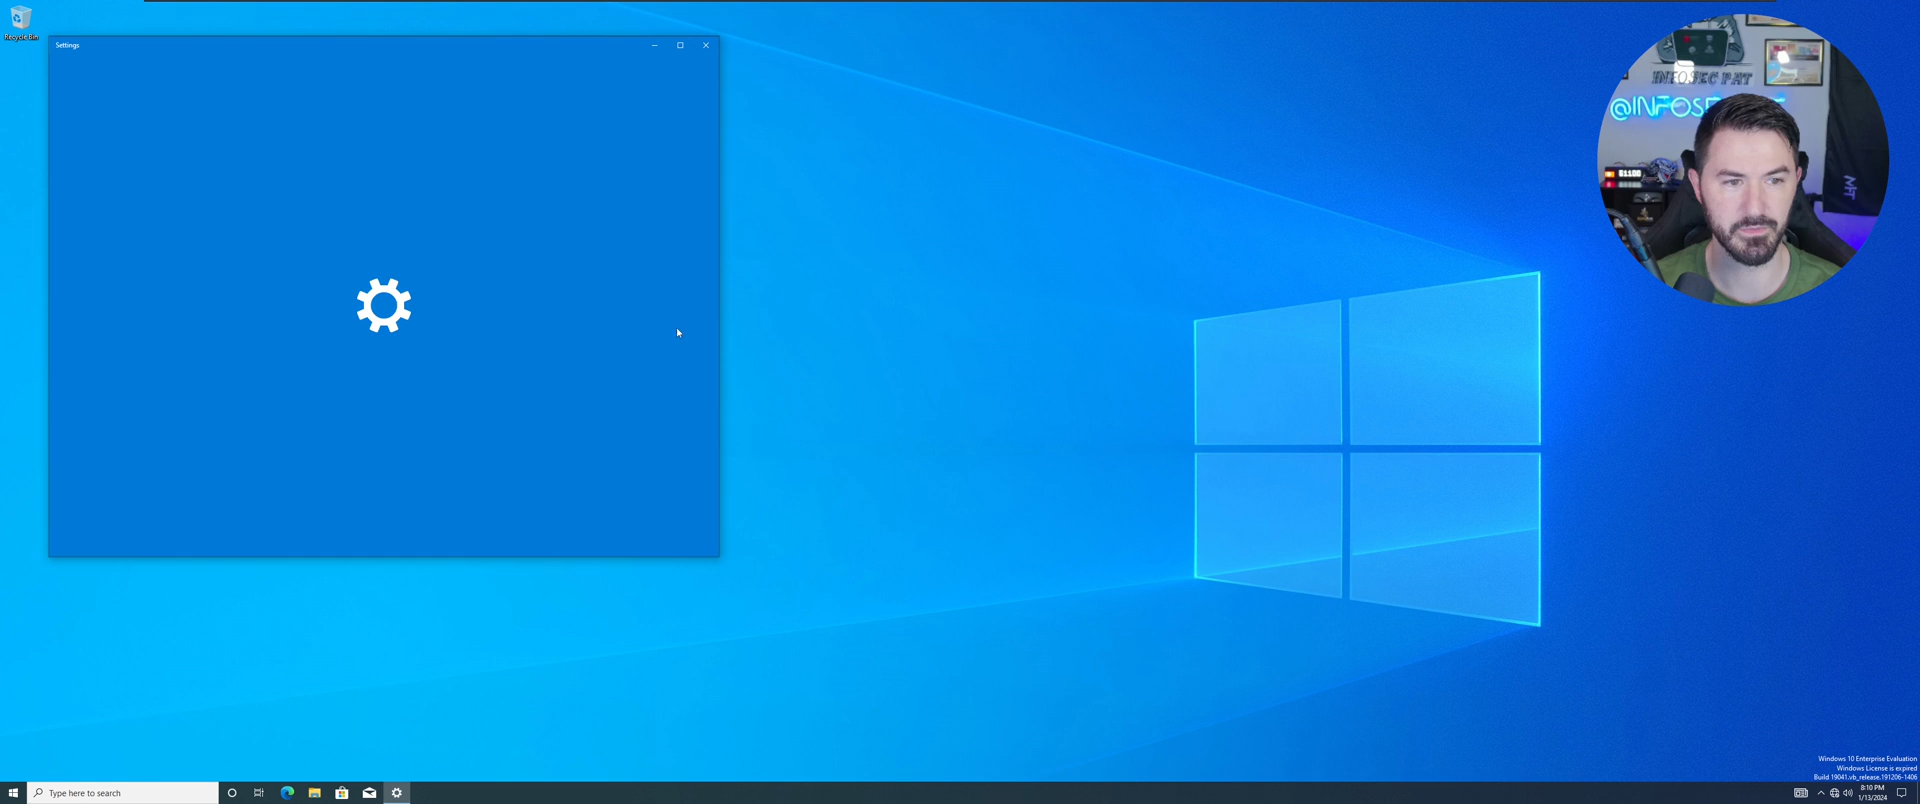 Recycle Bin
Settings
INFOSEC PAT
@INFOSE
Type here to search
Windows 10 Enterprise Evaluation
Windows License is expired
Build 19041.vb_release.191206-1406
8:10 PM
1/13/2024